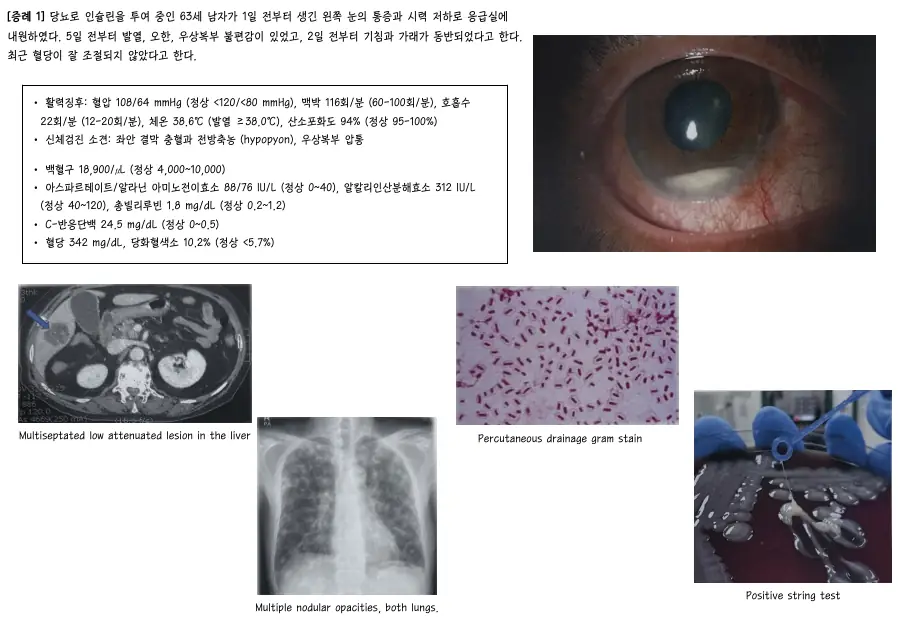 [증례 1] 당뇨로 인슐린을 투여 중인 63세 남자가 1일 전부터 생긴 왼쪽 눈의 통증과 시력 저하로 응급실에
내원하였다. 5일 전부터 발열, 오한, 우상복부 불편감이 있었고, 2일 전부터 기침과 가래가 동반되었다고 한다.
최근 혈당이 잘 조절되지 않았다고 한다.
• 활력징후: 혈압 108/64 mmHg (정상 <120/<80 mmHg), 맥박 116회/분 (60-100회/분), 호흡수
22회/분 (12-20회/분), 체온 38.6℃ (발열 ≥38.0℃), 산소포화도 94% (정상 95-100%)
• 신체검진 소견: 좌안 결막 충혈과 전방축농 (hypopyon), 우상복부 압통
• 백혈구 18,900/μL (정상 4,000~10,000)
• 아스파르테이트/알라닌 아미노전이효소 88/76 IU/L (정상 0~40), 알칼리인산분해효소 312 IU/L
(정상 40~120), 총빌리루빈 1.8 mg/dL (정상 0.2~1.2)
• C-반응단백 24.5 mg/dL (정상 0~0.5)
• 혈당 342 mg/dL, 당화혈색소 10.2% (정상 <5.7%)
Multiseptated low attenuated lesion in the liver
Percutaneous drainage gram stain
Positive string test
Multiple nodular opacities, both lungs.